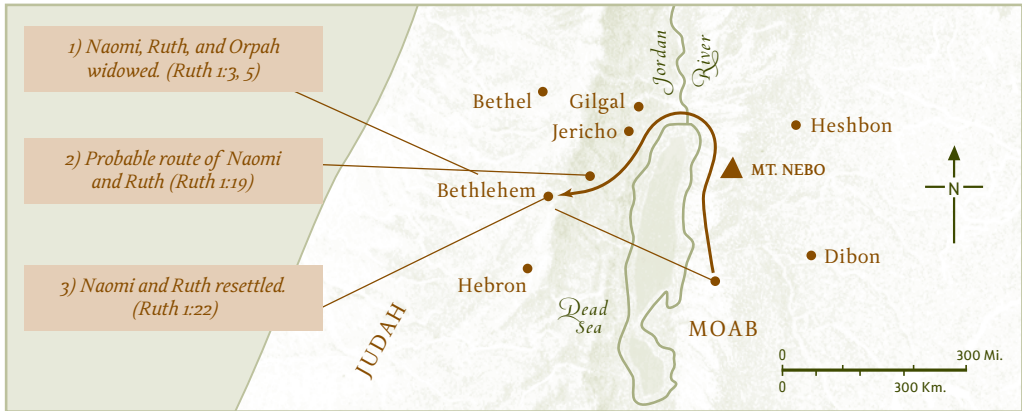 1) Naomi, Ruth, and Orpah
widowed. (Ruth 1:3, 5)
2) Probable route of Naomi
and Ruth (Ruth 1:19)
3) Naomi and Ruth resettled.
(Ruth 1:22)
Jordan
River
Bethel
Gilgal
Jericho
Heshbon
MT. NEBO
Bethlehem
N
Hebron
Dibon
Dead
Sea
MOAB
JUDAH
0
300 Mi.
0
300 Km.